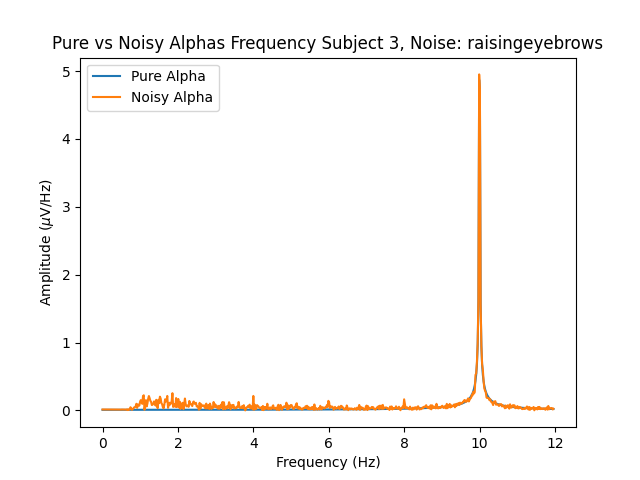 Pure vs Noisy Alphas Frequency Subject 3, Noise: raisingeyebrows
Pure Alpha
Noisy Alpha
Amplitude (μV/Hz)
5
4
3
2
1
0
0 2 4 6 8 10 12
Frequency (Hz)